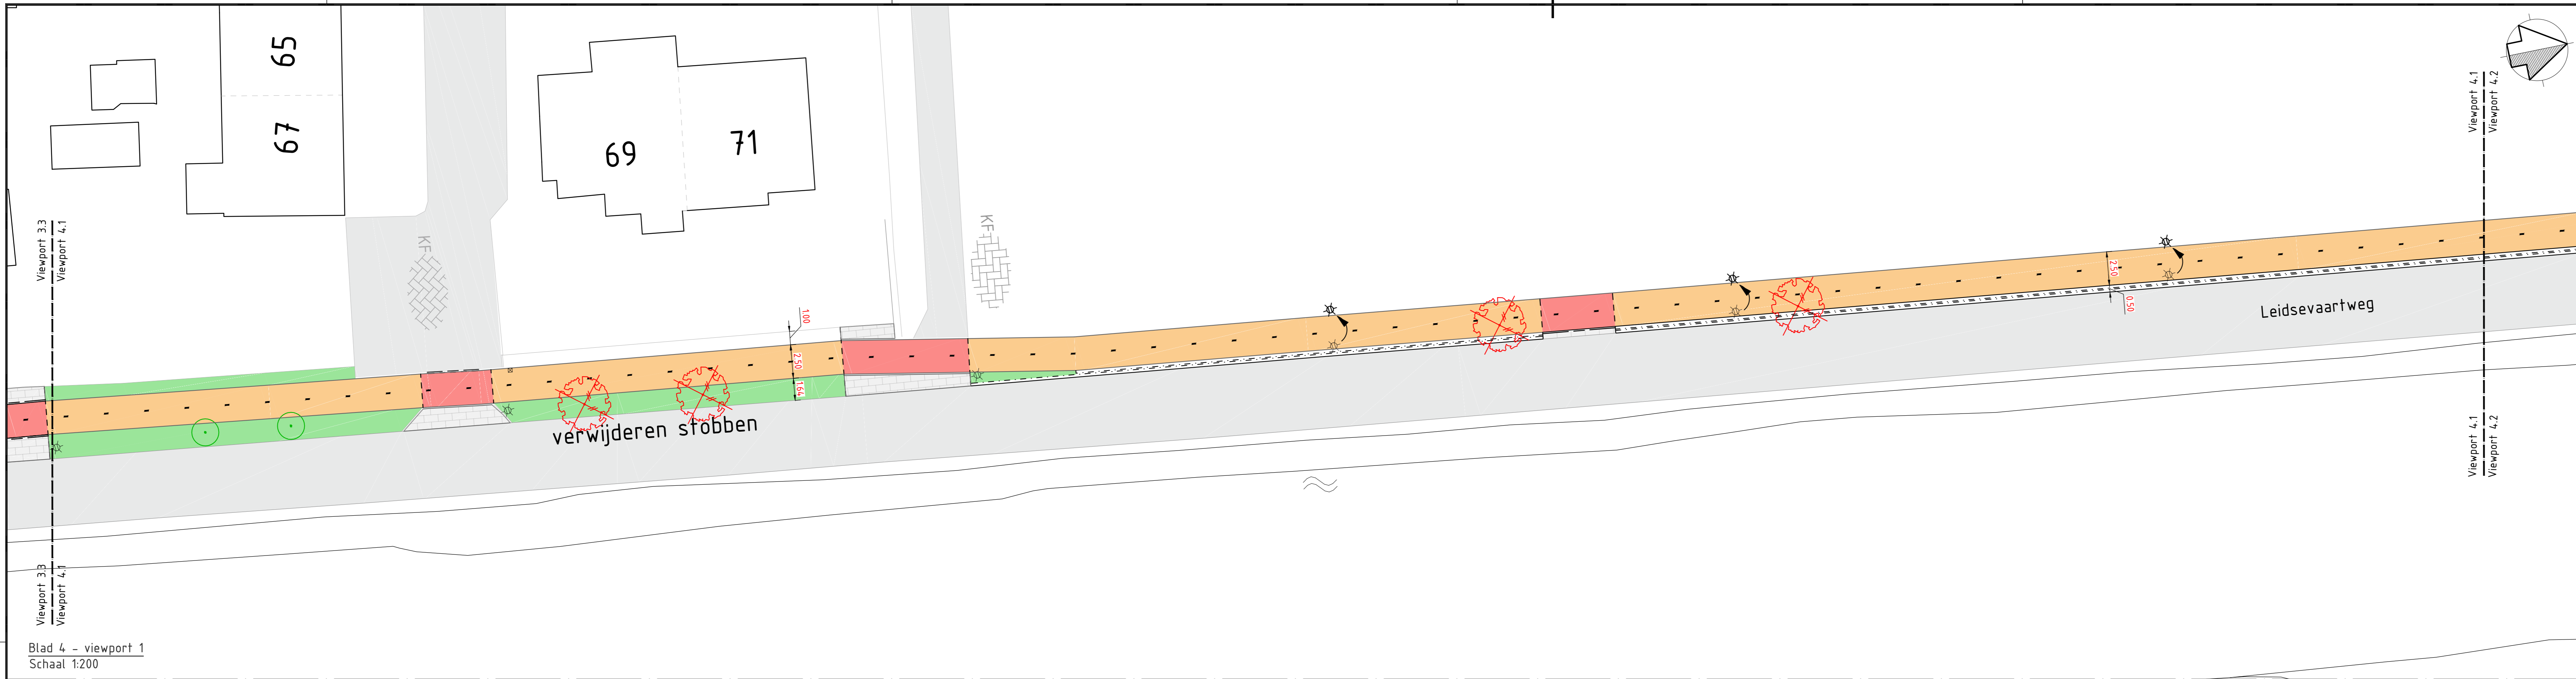 65
67
69
71
KF
KF
Viewport 3.3
Viewport 4.1
Viewport 4.1
Viewport 4.2
1.00
2.50
1.64
2.50
0.50
Leidsevaartweg
verwijderen stobben
Viewport 3.3
Viewport 4.1
Viewport 4.1
Viewport 4.2
Blad 4 - viewport 1
Schaal 1:200